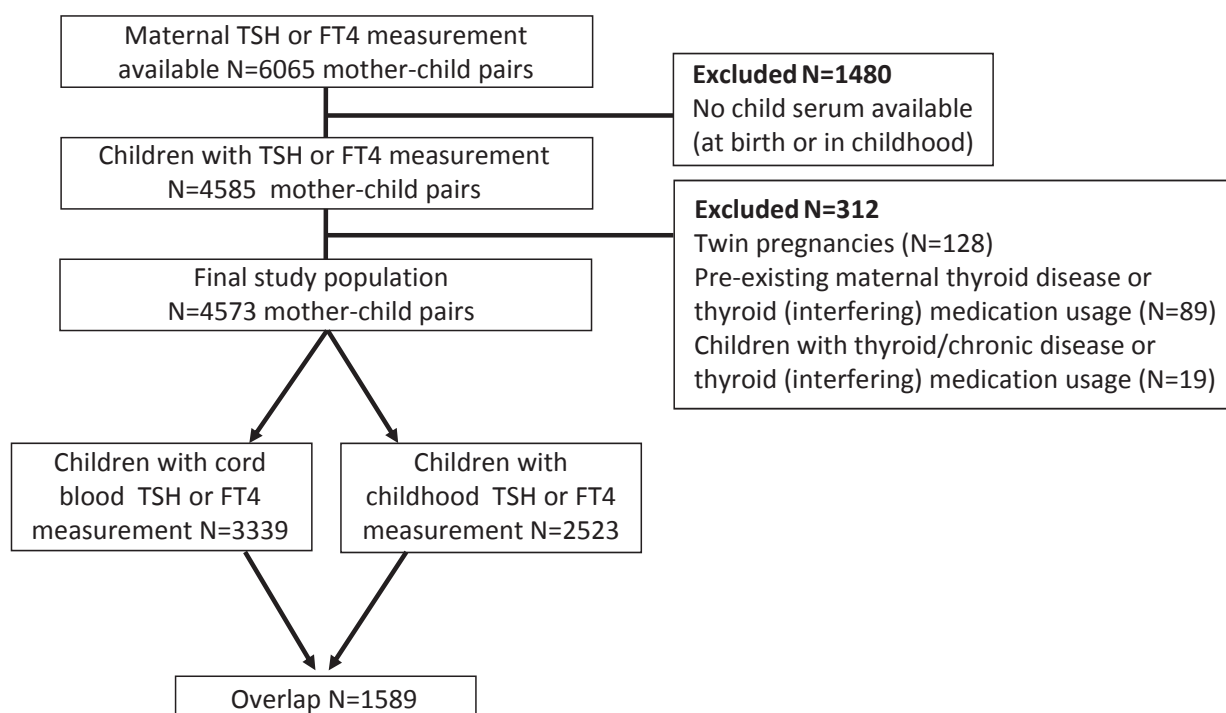 Maternal TSH or FT4 measurement
available N=6065 mother-child pairs
Excluded N=1480
No child serum available
(at birth or in childhood)
Children with TSH or FT4 measurement
N=4585 mother-child pairs
Excluded N=312
Twin pregnancies (N=128)
Pre-existing maternal thyroid disease or
thyroid (interfering) medication usage (N=89)
Children with thyroid/chronic disease or
thyroid (interfering) medication usage (N=19)
Final study population
N=4573 mother-child pairs
Children with cord
blood TSH or FT4
measurement N=3339
Children with
childhood TSH or FT4
measurement N=2523
Overlap N=1589